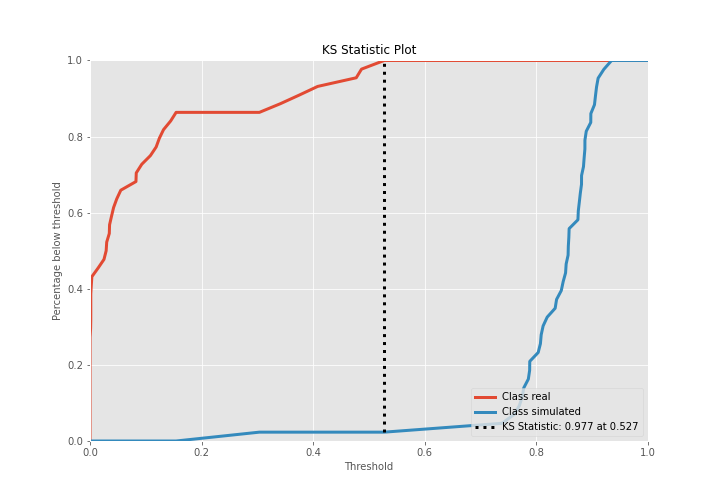 KS Statistic Plot
1.0
0.8
0.6
0.4
0.2
0.0
Percentage below threshold
Class real
Class simulated
KS Statistic: 0.977 at 0.527
0.0 0.2 0.4 0.6 0.8 1.0
Threshold